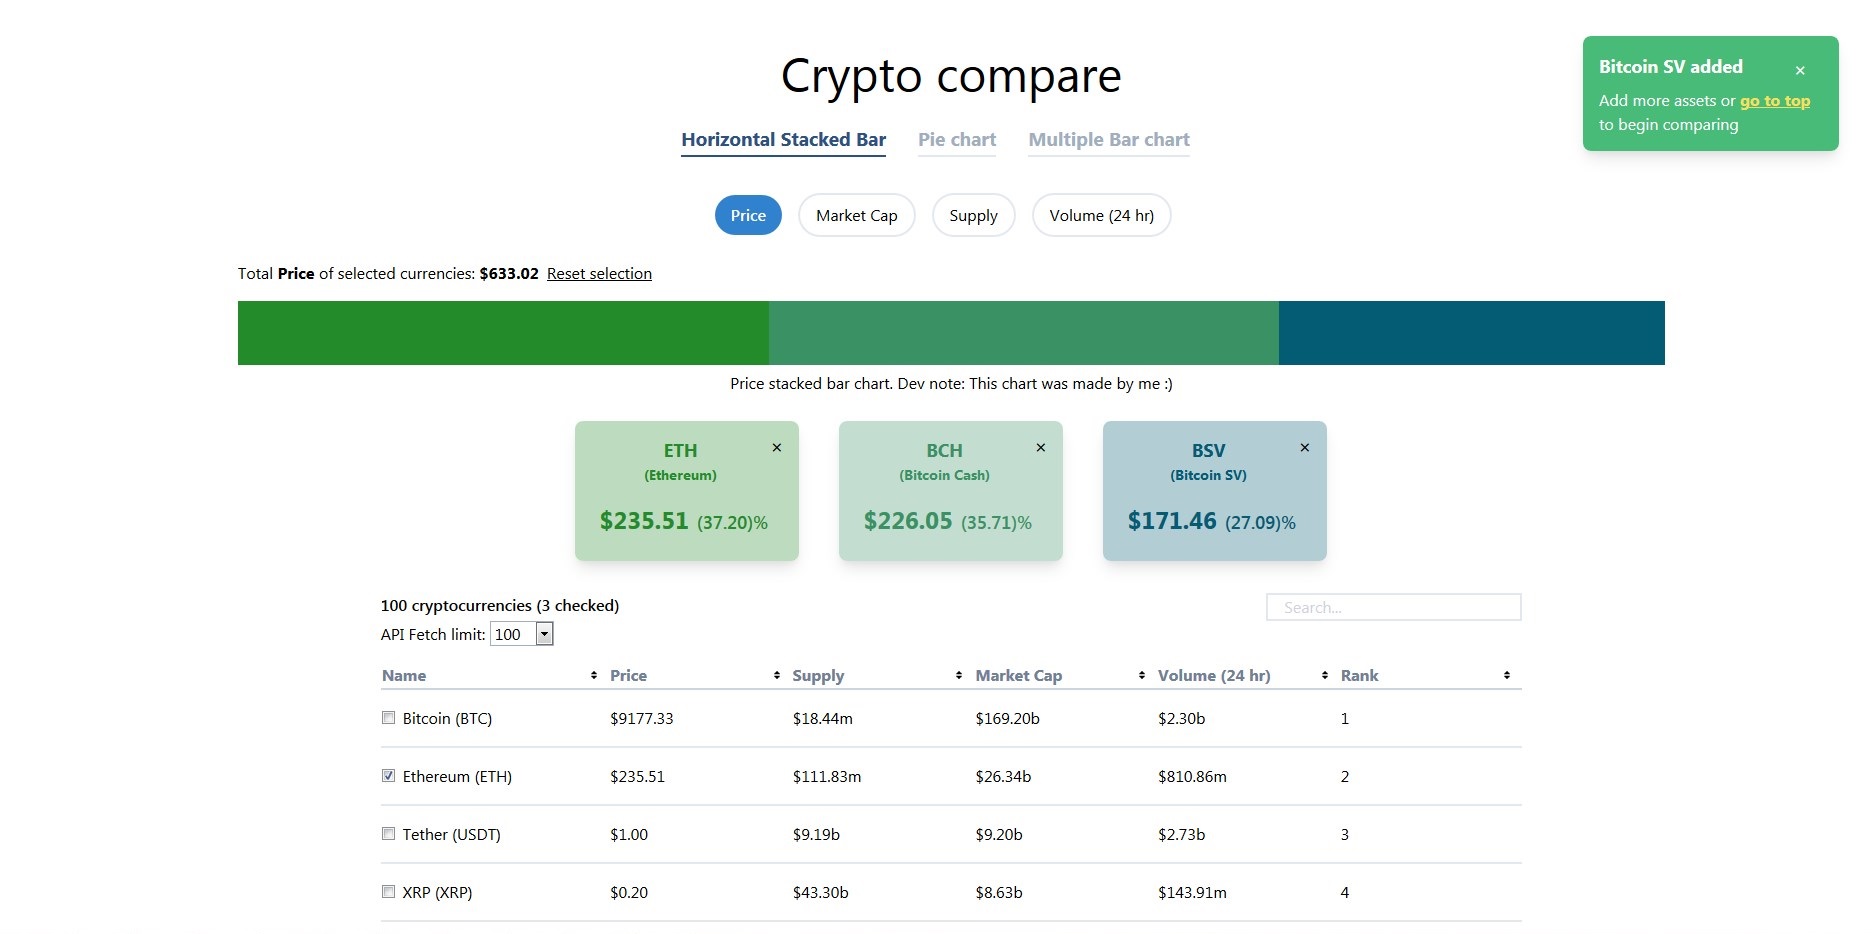 Crypto compare
Bitcoin SV added ×
Add more assets or go to top
to begin comparing
Horizontal Stacked Bar Pie chart Multiple Bar chart
Price Market Cap Supply Volume (24 hr)
Total Price of selected currencies: $633.02 Reset selection
Price stacked bar chart. Dev note: This chart was made by me :)
ETH ×
(Ethereum)
$235.51 (37.20)%
BCH ×
(Bitcoin Cash)
$226.05 (35.71)%
BSV ×
(Bitcoin SV)
$171.46 (27.09)%
100 cryptocurrencies (3 checked)
Search...
API Fetch limit: 100
Name Price Supply Market Cap Volume (24 hr) Rank
Bitcoin (BTC) $9177.33 $18.44m $169.20b $2.30b 1
Ethereum (ETH) $235.51 $111.83m $26.34b $810.86m 2
Tether (USDT) $1.00 $9.19b $9.20b $2.73b 3
XRP (XRP) $0.20 $43.30b $8.63b $143.91m 4